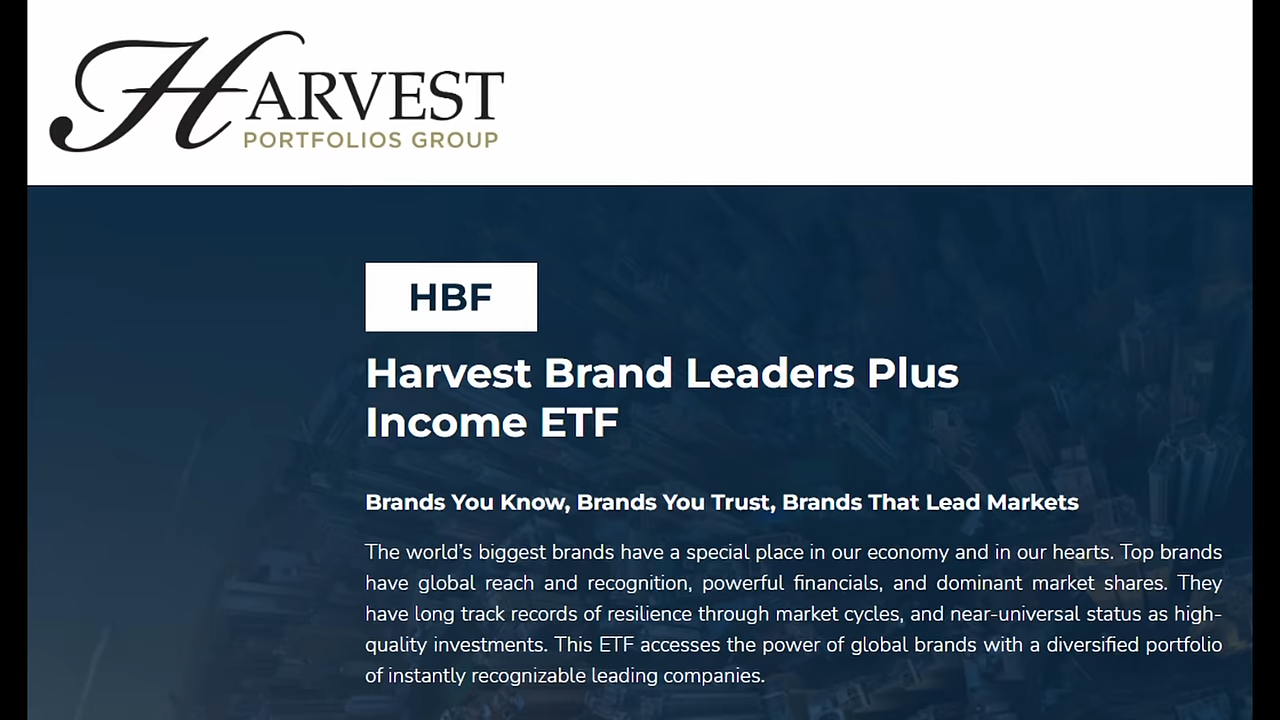 HARVEST
PORTFOLIOS GROUP
HBF
Harvest Brand Leaders Plus
Income ETF
Brands You Know, Brands You Trust, Brands That Lead Markets
The world’s biggest brands have a special place in our economy and in our hearts. Top brands
have global reach and recognition, powerful financials, and dominant market shares. They
have long track records of resilience through market cycles, and near-universal status as high-
quality investments. This ETF accesses the power of global brands with a diversified portfolio
of instantly recognizable leading companies.